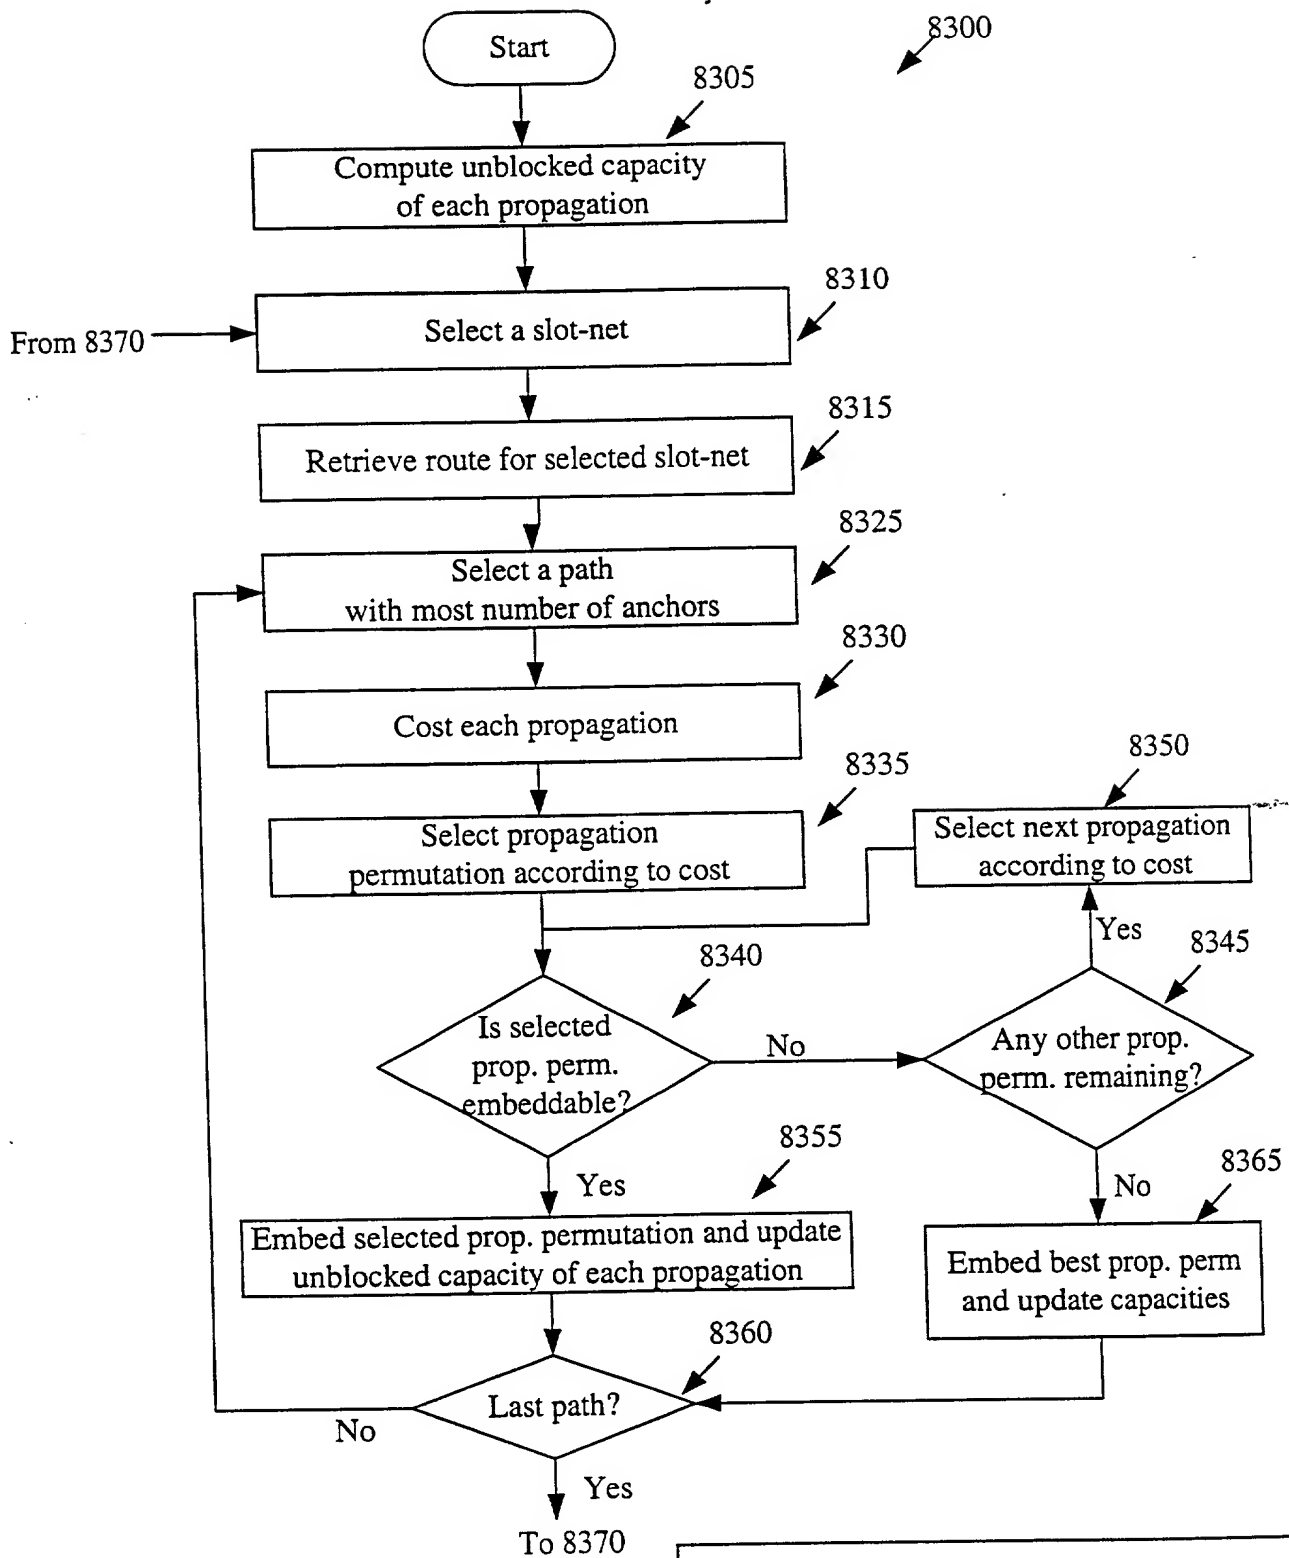 8300
Start
8305
Compute unblocked capacity
of each propagation
8310
From 8370
Select a slot-net
8315
Retrieve route for selected slot-net
8325
Select a path
with most number of anchors
8330
Cost each propagation
8335
Select propagation
permutation according to cost
8350
Select next propagation
according to cost
Yes
8340
Is selected
prop. perm.
embeddable?
No
8345
Any other prop.
perm. remaining?
Yes
8355
Embed selected prop. permutation and update
unblocked capacity of each propagation
No
8365
Embed best prop. perm
and update capacities
8360
Last path?
No
Yes
To 8370